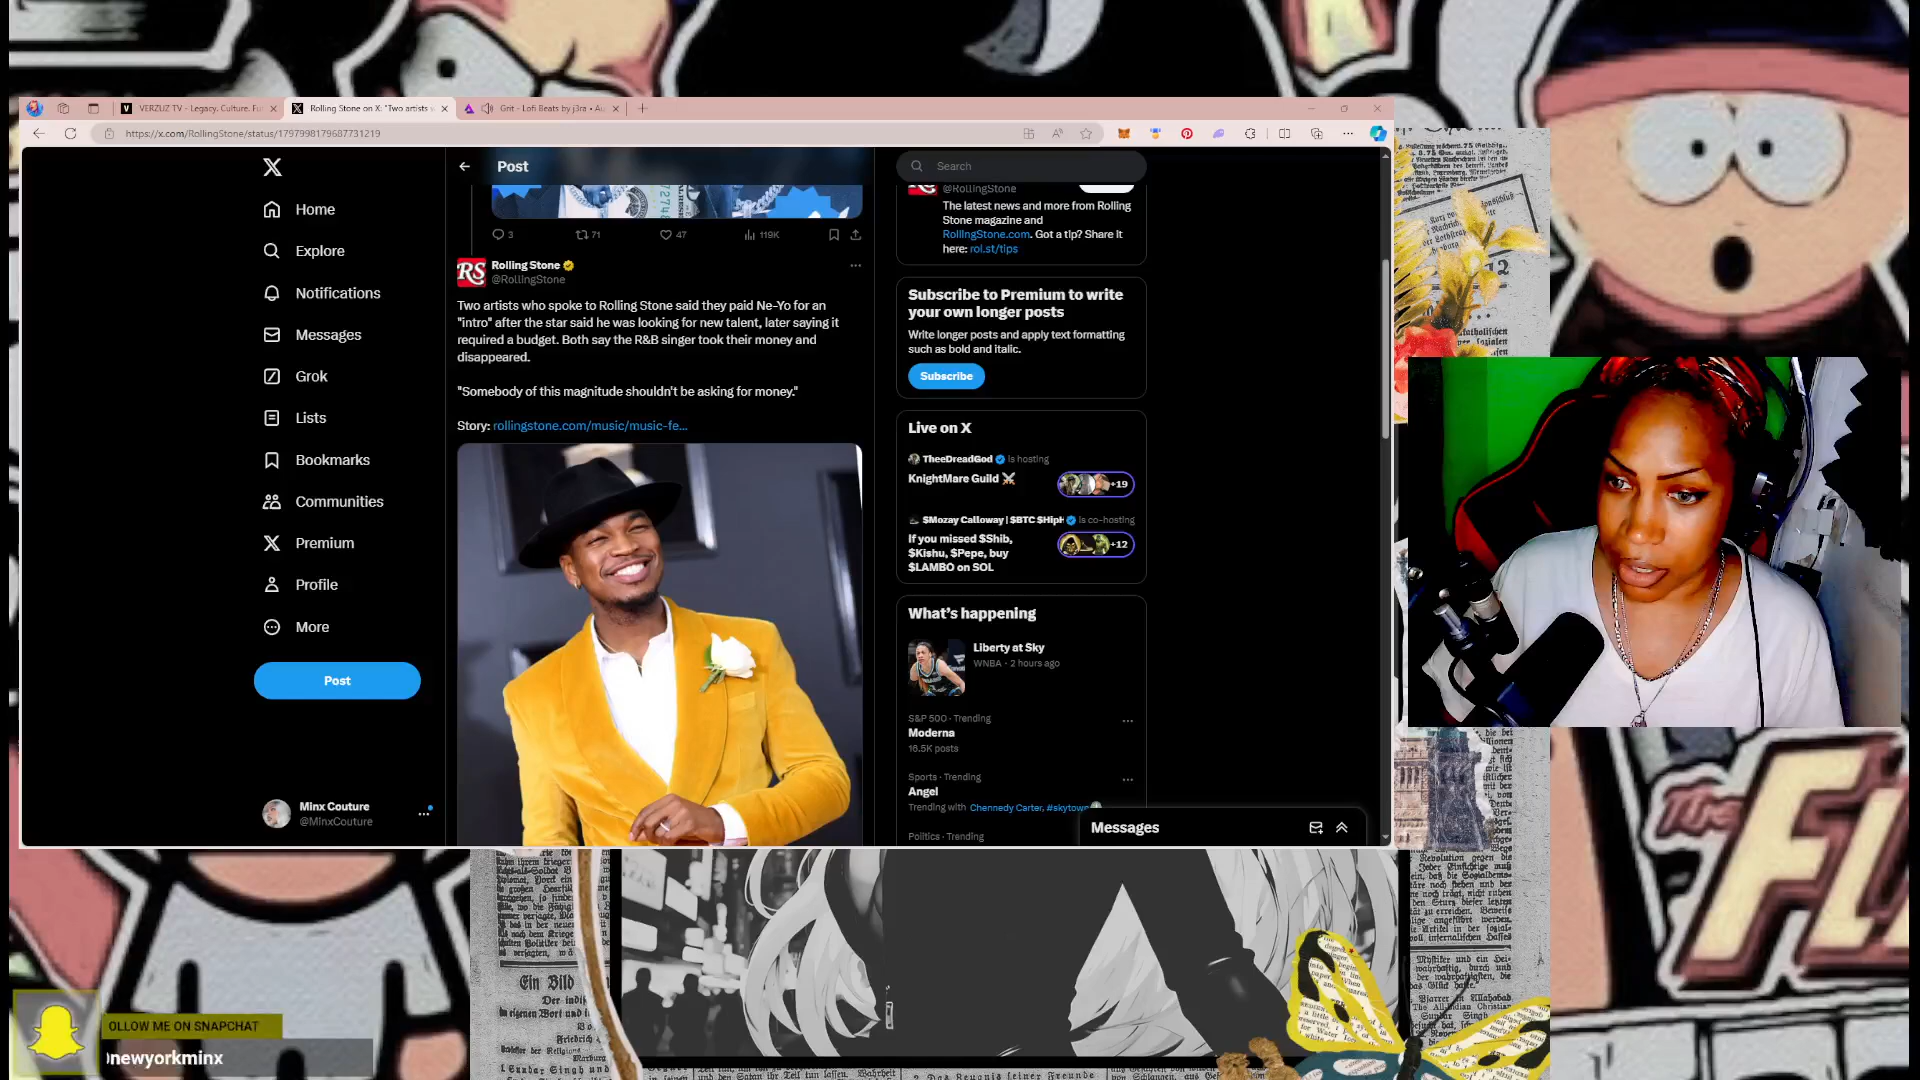 VERZUZ TV - Legacy. Culture. Fu
Rolling Stone on X: "Two artists
Grit - Lofi Beats by j3ra • Au
https://x.com/RollingStone/status/1797998179687731219
Home
Explore
Notifications
Messages
Grok
Lists
Bookmarks
Communities
Premium
Profile
More
Post
Minx Couture
@MinxCouture
Post
3
71
47
119K
RS
Rolling Stone
@RollingStone
Two artists who spoke to Rolling Stone said they paid Ne-Yo for an
"intro" after the star said he was looking for new talent, later saying it
required a budget. Both say the R&B singer took their money and
disappeared.
"Somebody of this magnitude shouldn't be asking for money."
Story: rollingstone.com/music/music-fe...
Search
@RollingStone
The latest news and more from Rolling
Stone magazine and
RollingStone.com. Got a tip? Share it
here: rol.st/tips
Subscribe to Premium to write
your own longer posts
Write longer posts and apply text formatting
such as bold and italic.
Subscribe
Live on X
TheeDreadGod is hosting
KnightMare Guild
+19
$Mozay Calloway | $BTC $HipH is co-hosting
If you missed $Shib,
$Kishu, $Pepe, buy
$LAMBO on SOL
+12
What's happening
Liberty at Sky
WNBA · 2 hours ago
S&P 500 · Trending
Moderna
16.5K posts
Sports · Trending
Angel
Trending with Chennedy Carter, #skytown
Politics · Trending
Messages
Ein Bild
The
FL
OLLOW ME ON SNAPCHAT
newyorkminx